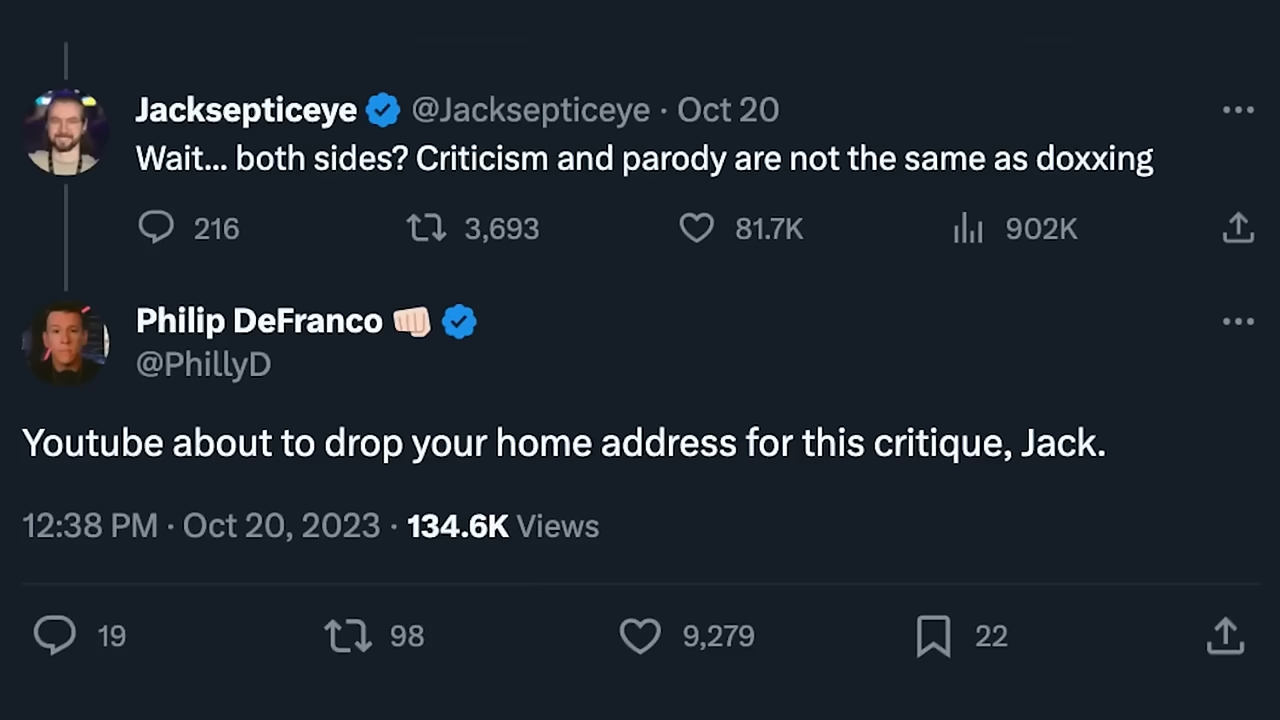 Jacksepticeye @Jacksepticeye · Oct 20
Wait... both sides? Criticism and parody are not the same as doxxing
216 3,693 81.7K 902K
Philip DeFranco 👊🏻
@PhillyD
Youtube about to drop your home address for this critique, Jack.
12:38 PM · Oct 20, 2023 · 134.6K Views
19 98 9,279 22